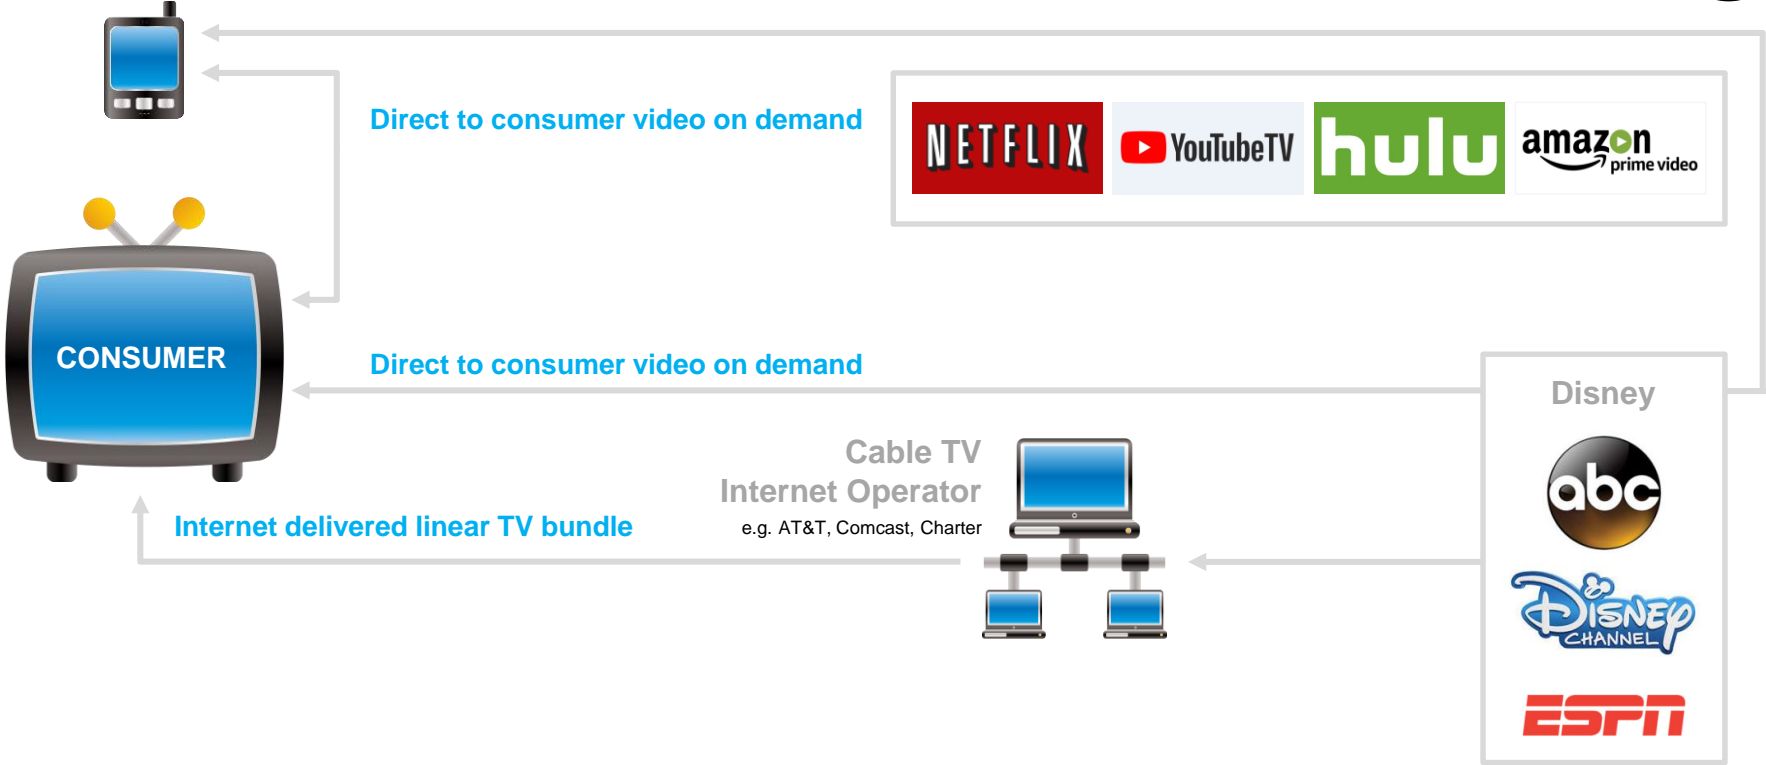 Direct to consumer video on demand
NETFLIX
YouTubeTV
hulu
amazon
prime video
CONSUMER
Direct to consumer video on demand
Disney
abc
Cable TV
Internet Operator
e.g. AT&T, Comcast, Charter
Internet delivered linear TV bundle
DISNEY
CHANNEL
ESPN